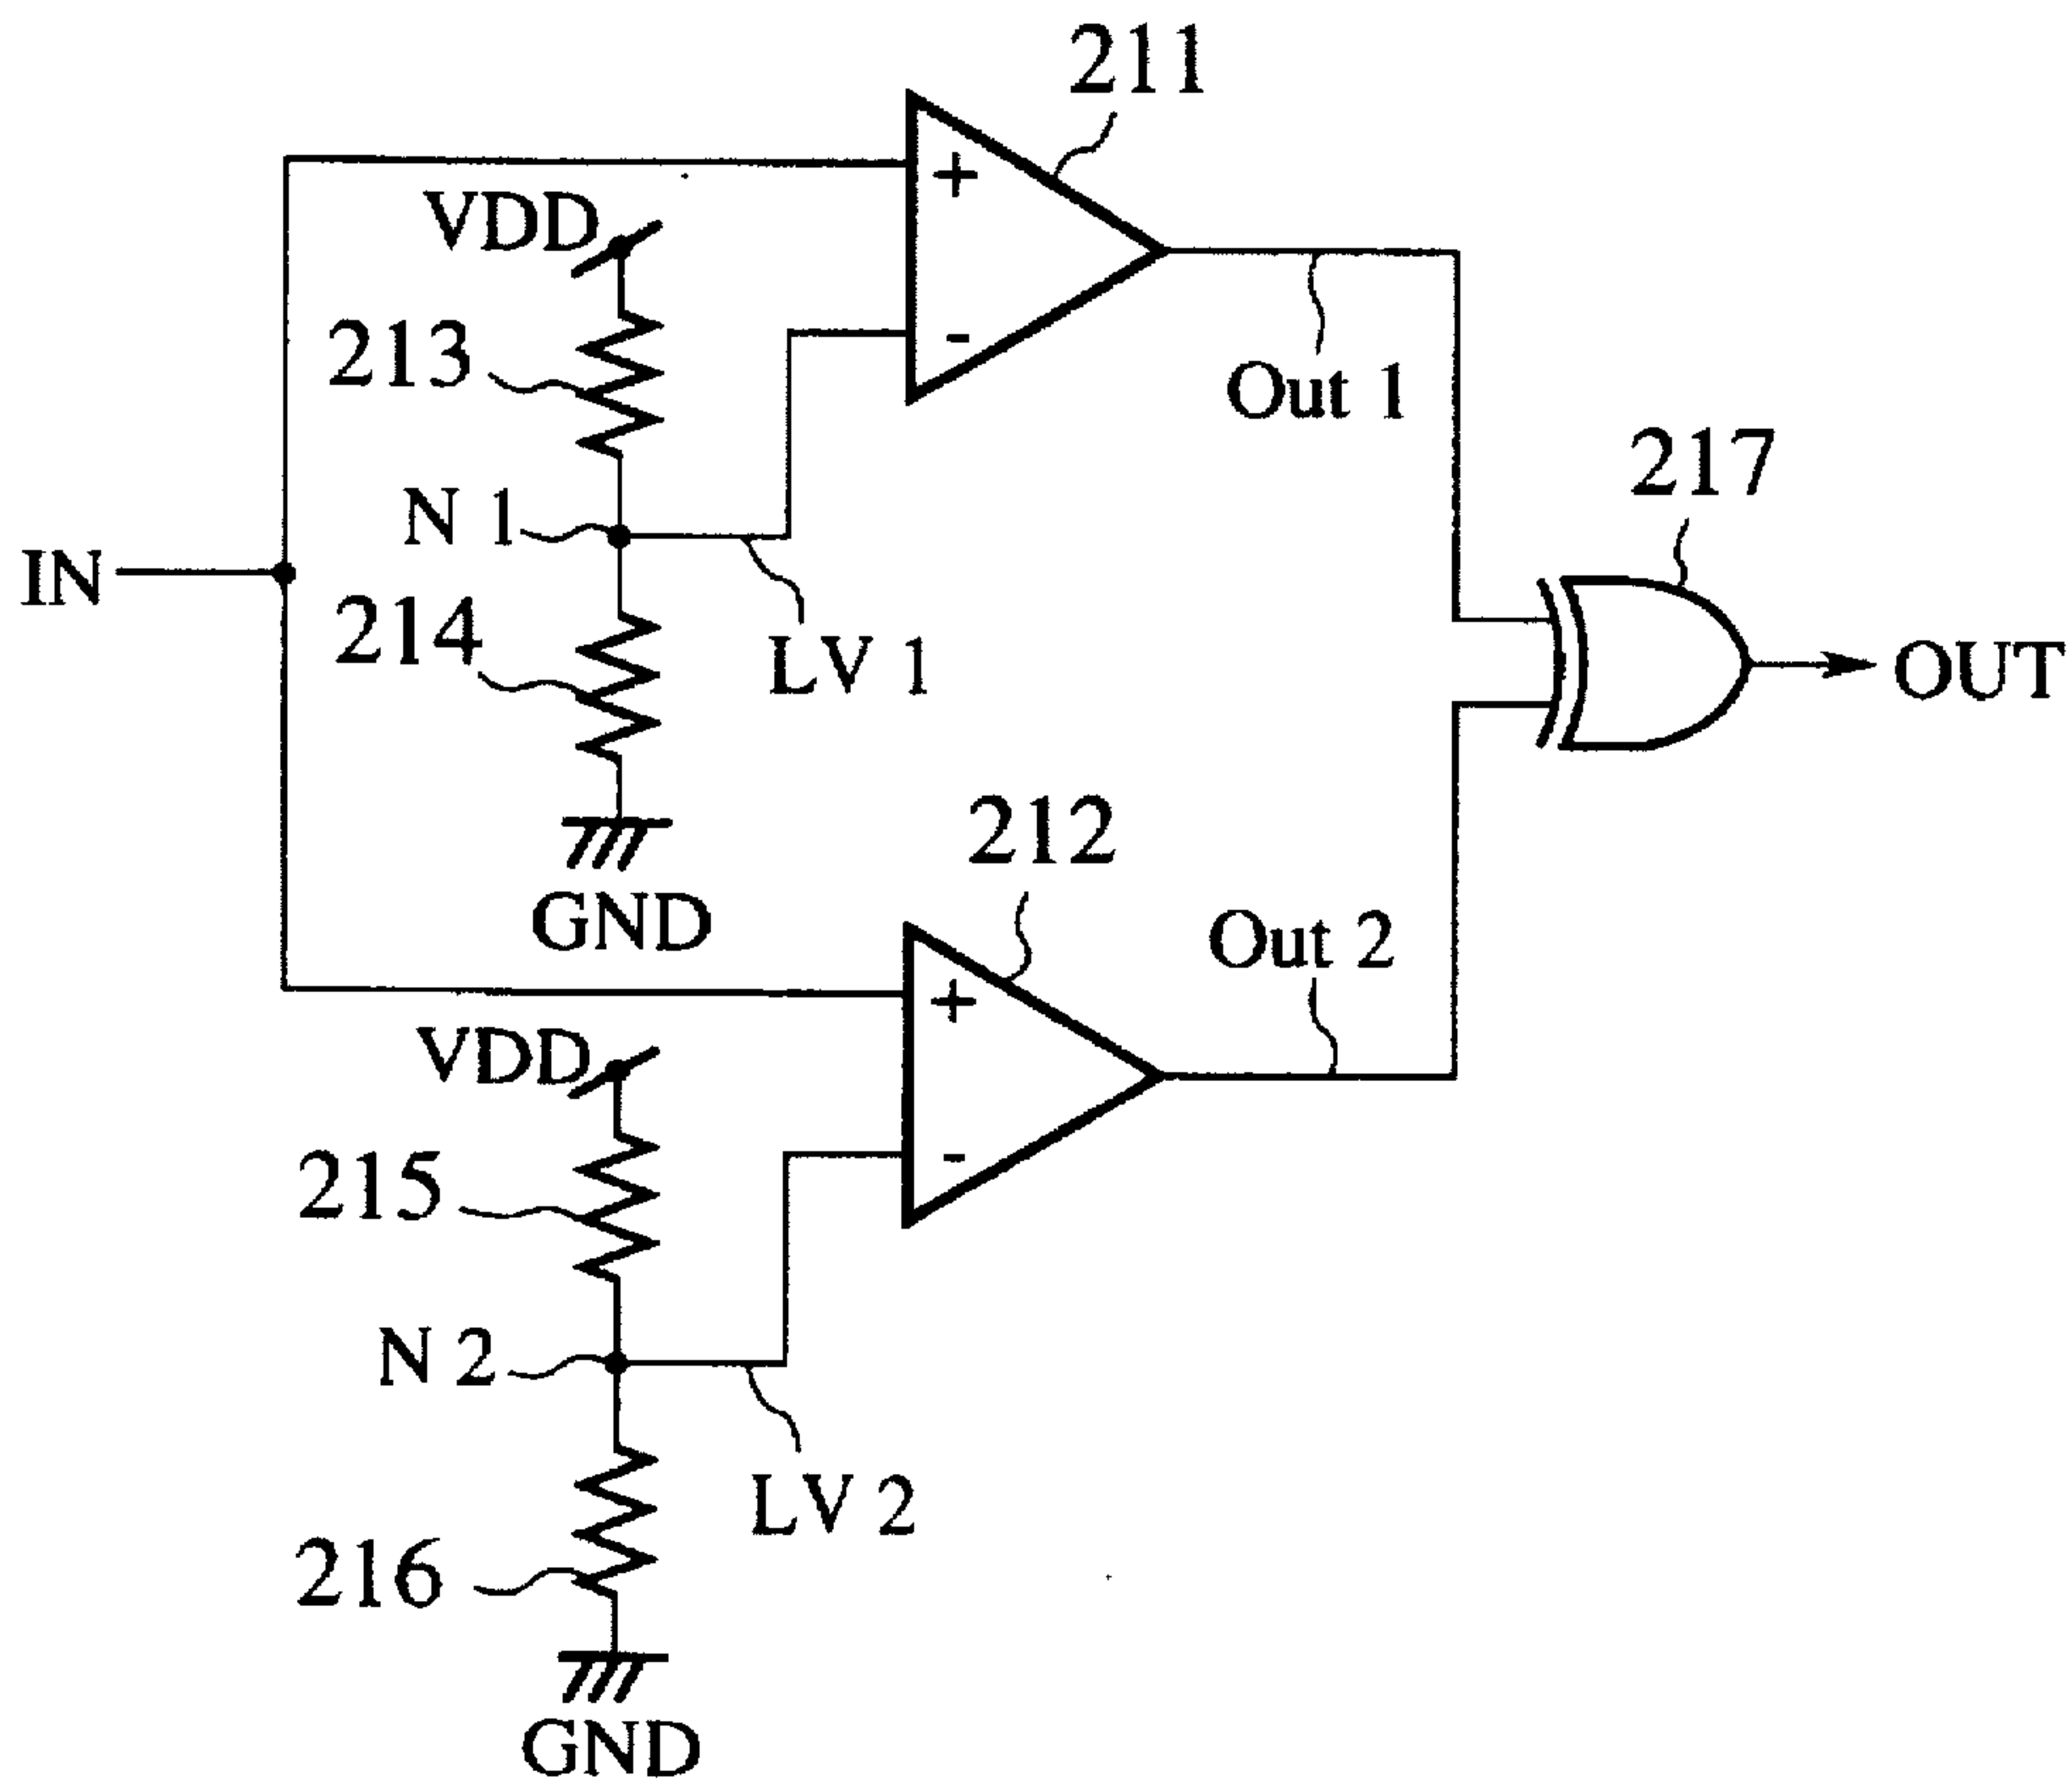 211
+
VDD
213
-
Out 1
217
N 1
IN
214
LV 1
OUT
212
GND
Out 2
+
VDD
215
-
N 2
LV 2
216
GND